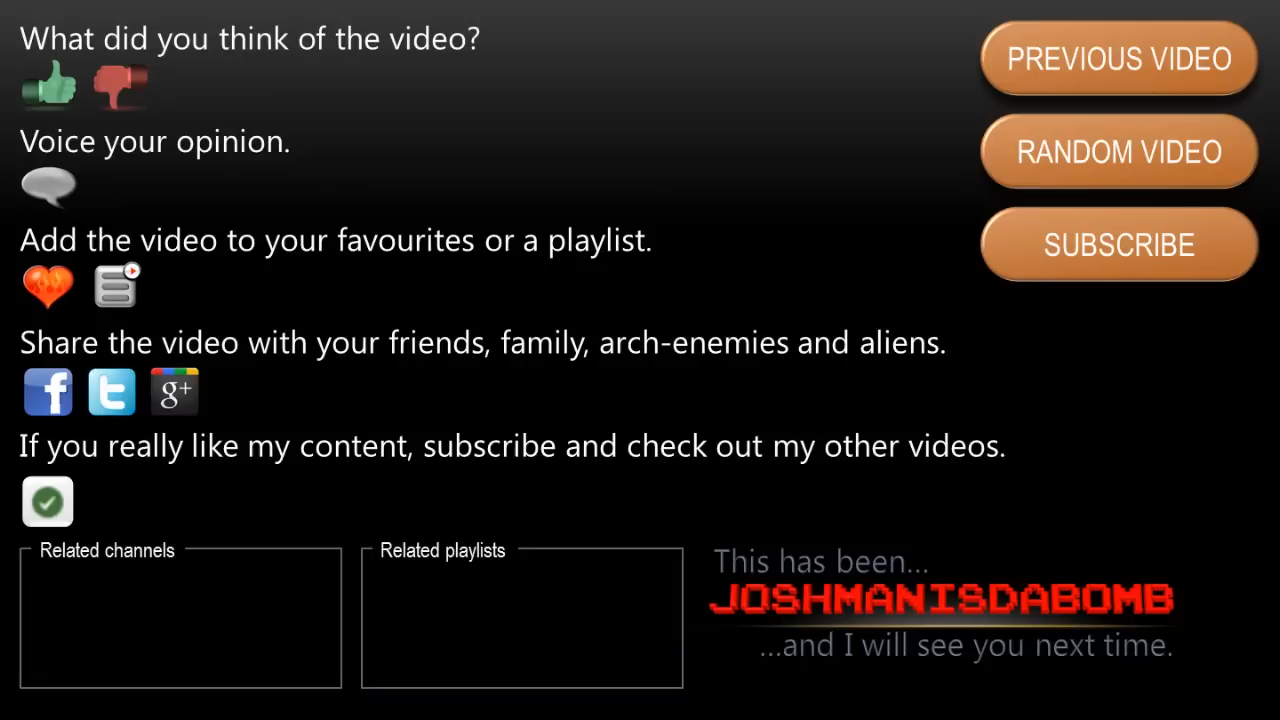 What did you think of the video?
PREVIOUS VIDEO
Voice your opinion.
RANDOM VIDEO
Add the video to your favourites or a playlist.
SUBSCRIBE
Share the video with your friends, family, arch-enemies and aliens.
f t g+
If you really like my content, subscribe and check out my other videos.
Related channels
Related playlists
This has been...
JOSHMANISDABOMB
...and I will see you next time.